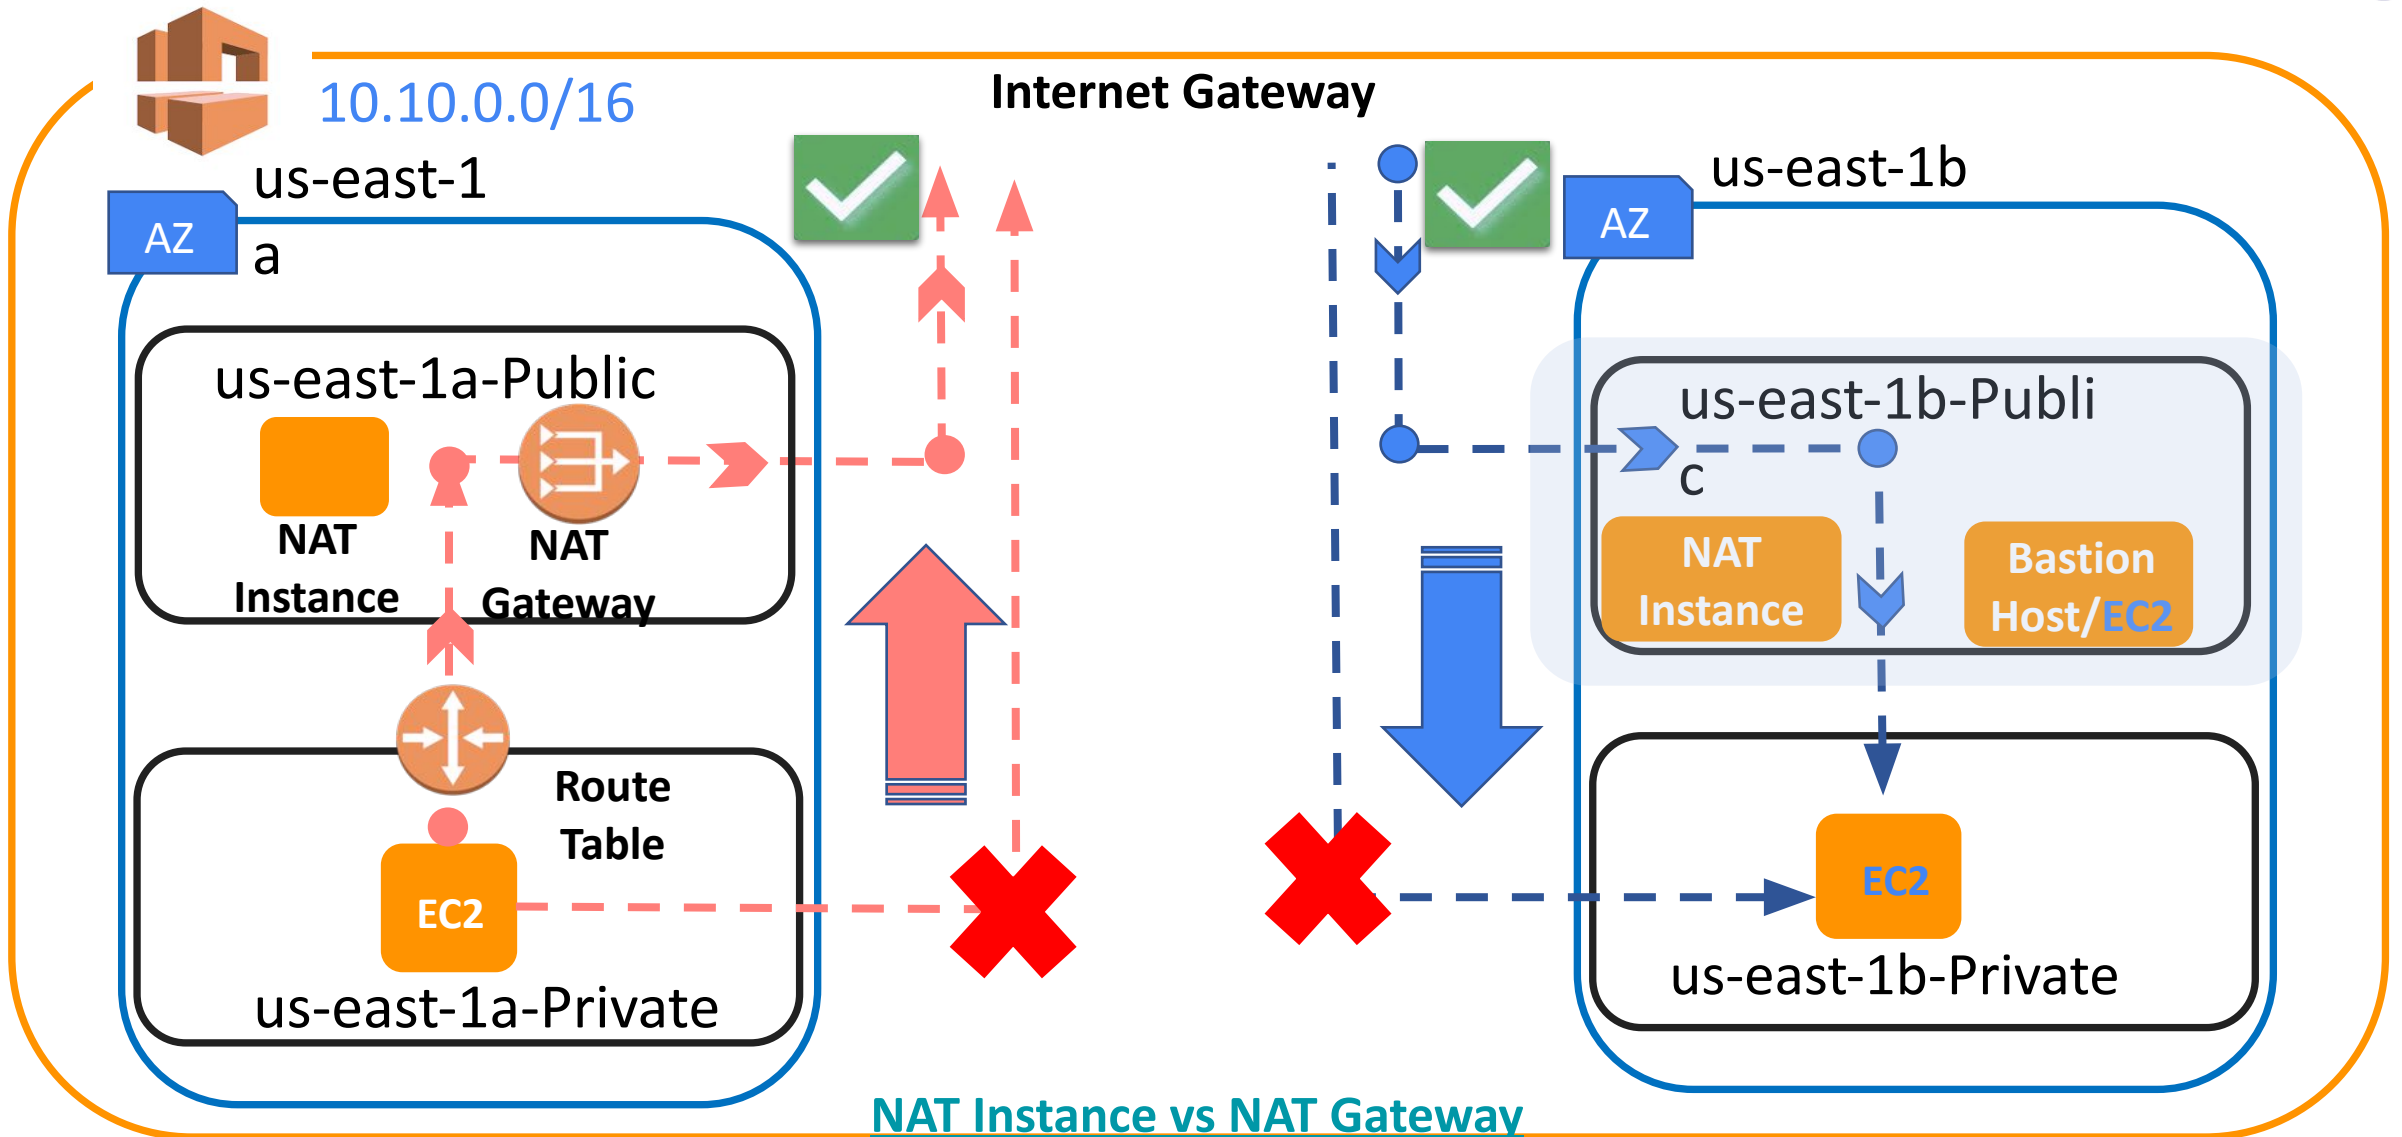 10.10.0.0/16
Internet Gateway
us-east-1
a
AZ
us-east-1b
AZ
us-east-1a-Public
NAT
Instance
NAT
Gateway
us-east-1b-Publi
c
NAT
Instance
Bastion
Host/EC2
Route
Table
EC2
us-east-1a-Private
EC2
us-east-1b-Private
NAT Instance vs NAT Gateway